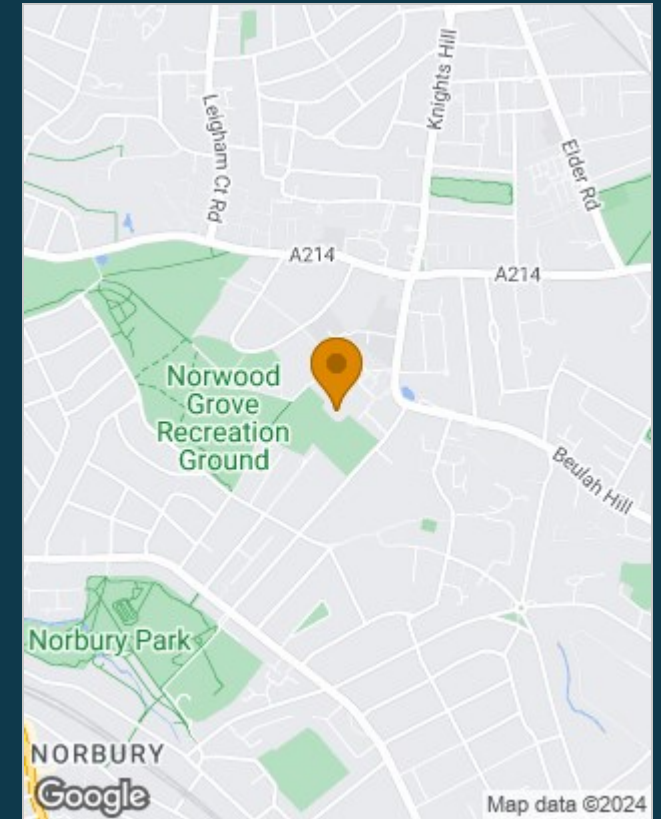 Knights Hill
Leigham Ct Rd
Elder Rd
A214
A214
Norwood
Grove
Recreation
Ground
Beulah Hill
Norbury Park
NORBURY
Google
Map data ©2024